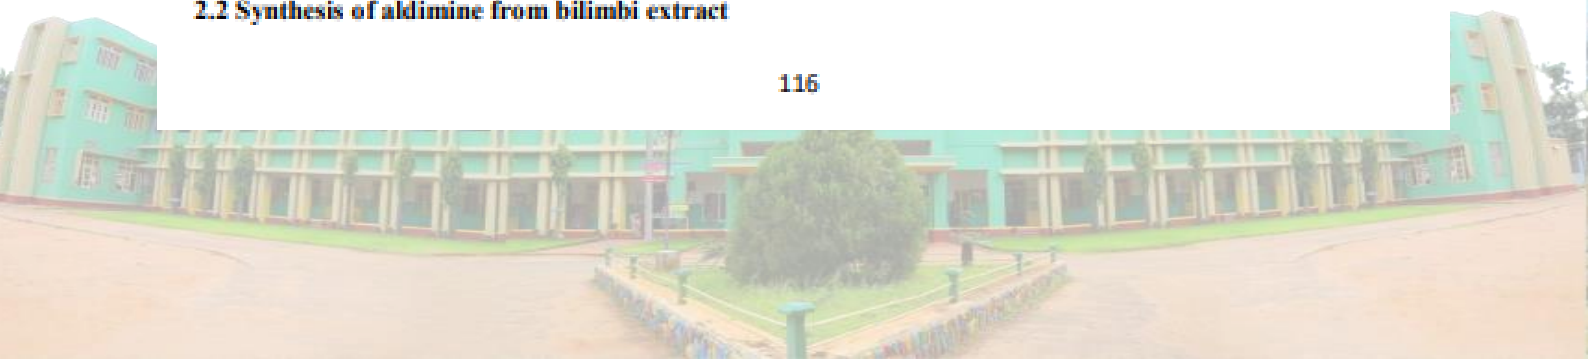 2.2 Synthesis of aldimine from bilimbi extract
116